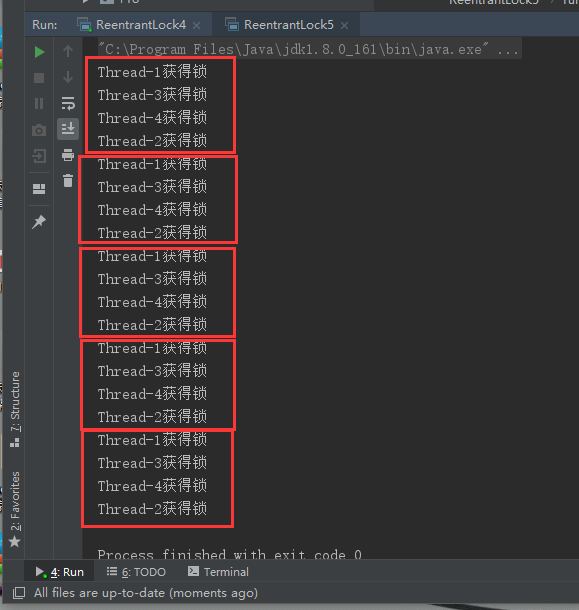 Run:
ReentrantLock4
ReentrantLock5
"C:\Program Files\Java\jdk1.8.0_161\bin\java.exe" ...
Thread-1获得锁
Thread-3获得锁
Thread-4获得锁
Thread-2获得锁
Thread-1获得锁
Thread-3获得锁
Thread-4获得锁
Thread-2获得锁
Thread-1获得锁
Thread-3获得锁
Thread-4获得锁
Thread-2获得锁
Thread-1获得锁
Thread-3获得锁
Thread-4获得锁
Thread-2获得锁
Thread-1获得锁
Thread-3获得锁
Thread-4获得锁
Thread-2获得锁
Process finished with exit code 0
7: Structure
2: Favorites
4: Run
6: TODO
Terminal
All files are up-to-date (moments ago)